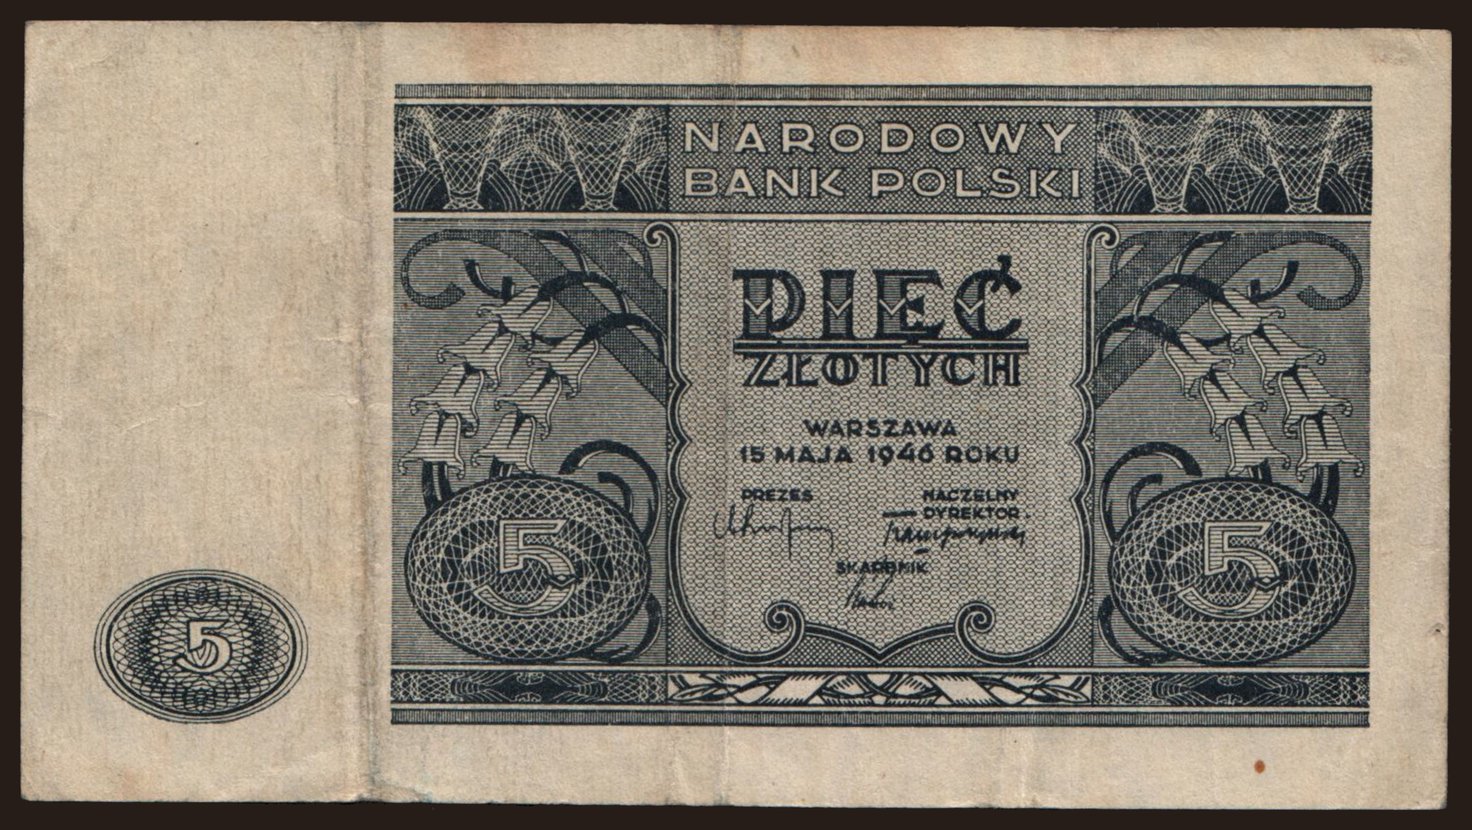 NARODOWY
BANK POLSKI
PIĘĆ
ZŁOTYCH
WARSZAWA
15 MAJA 1946 ROKU
PREZES
NACZELNY
DYREKTOR
SKARBNIK
5 5
5